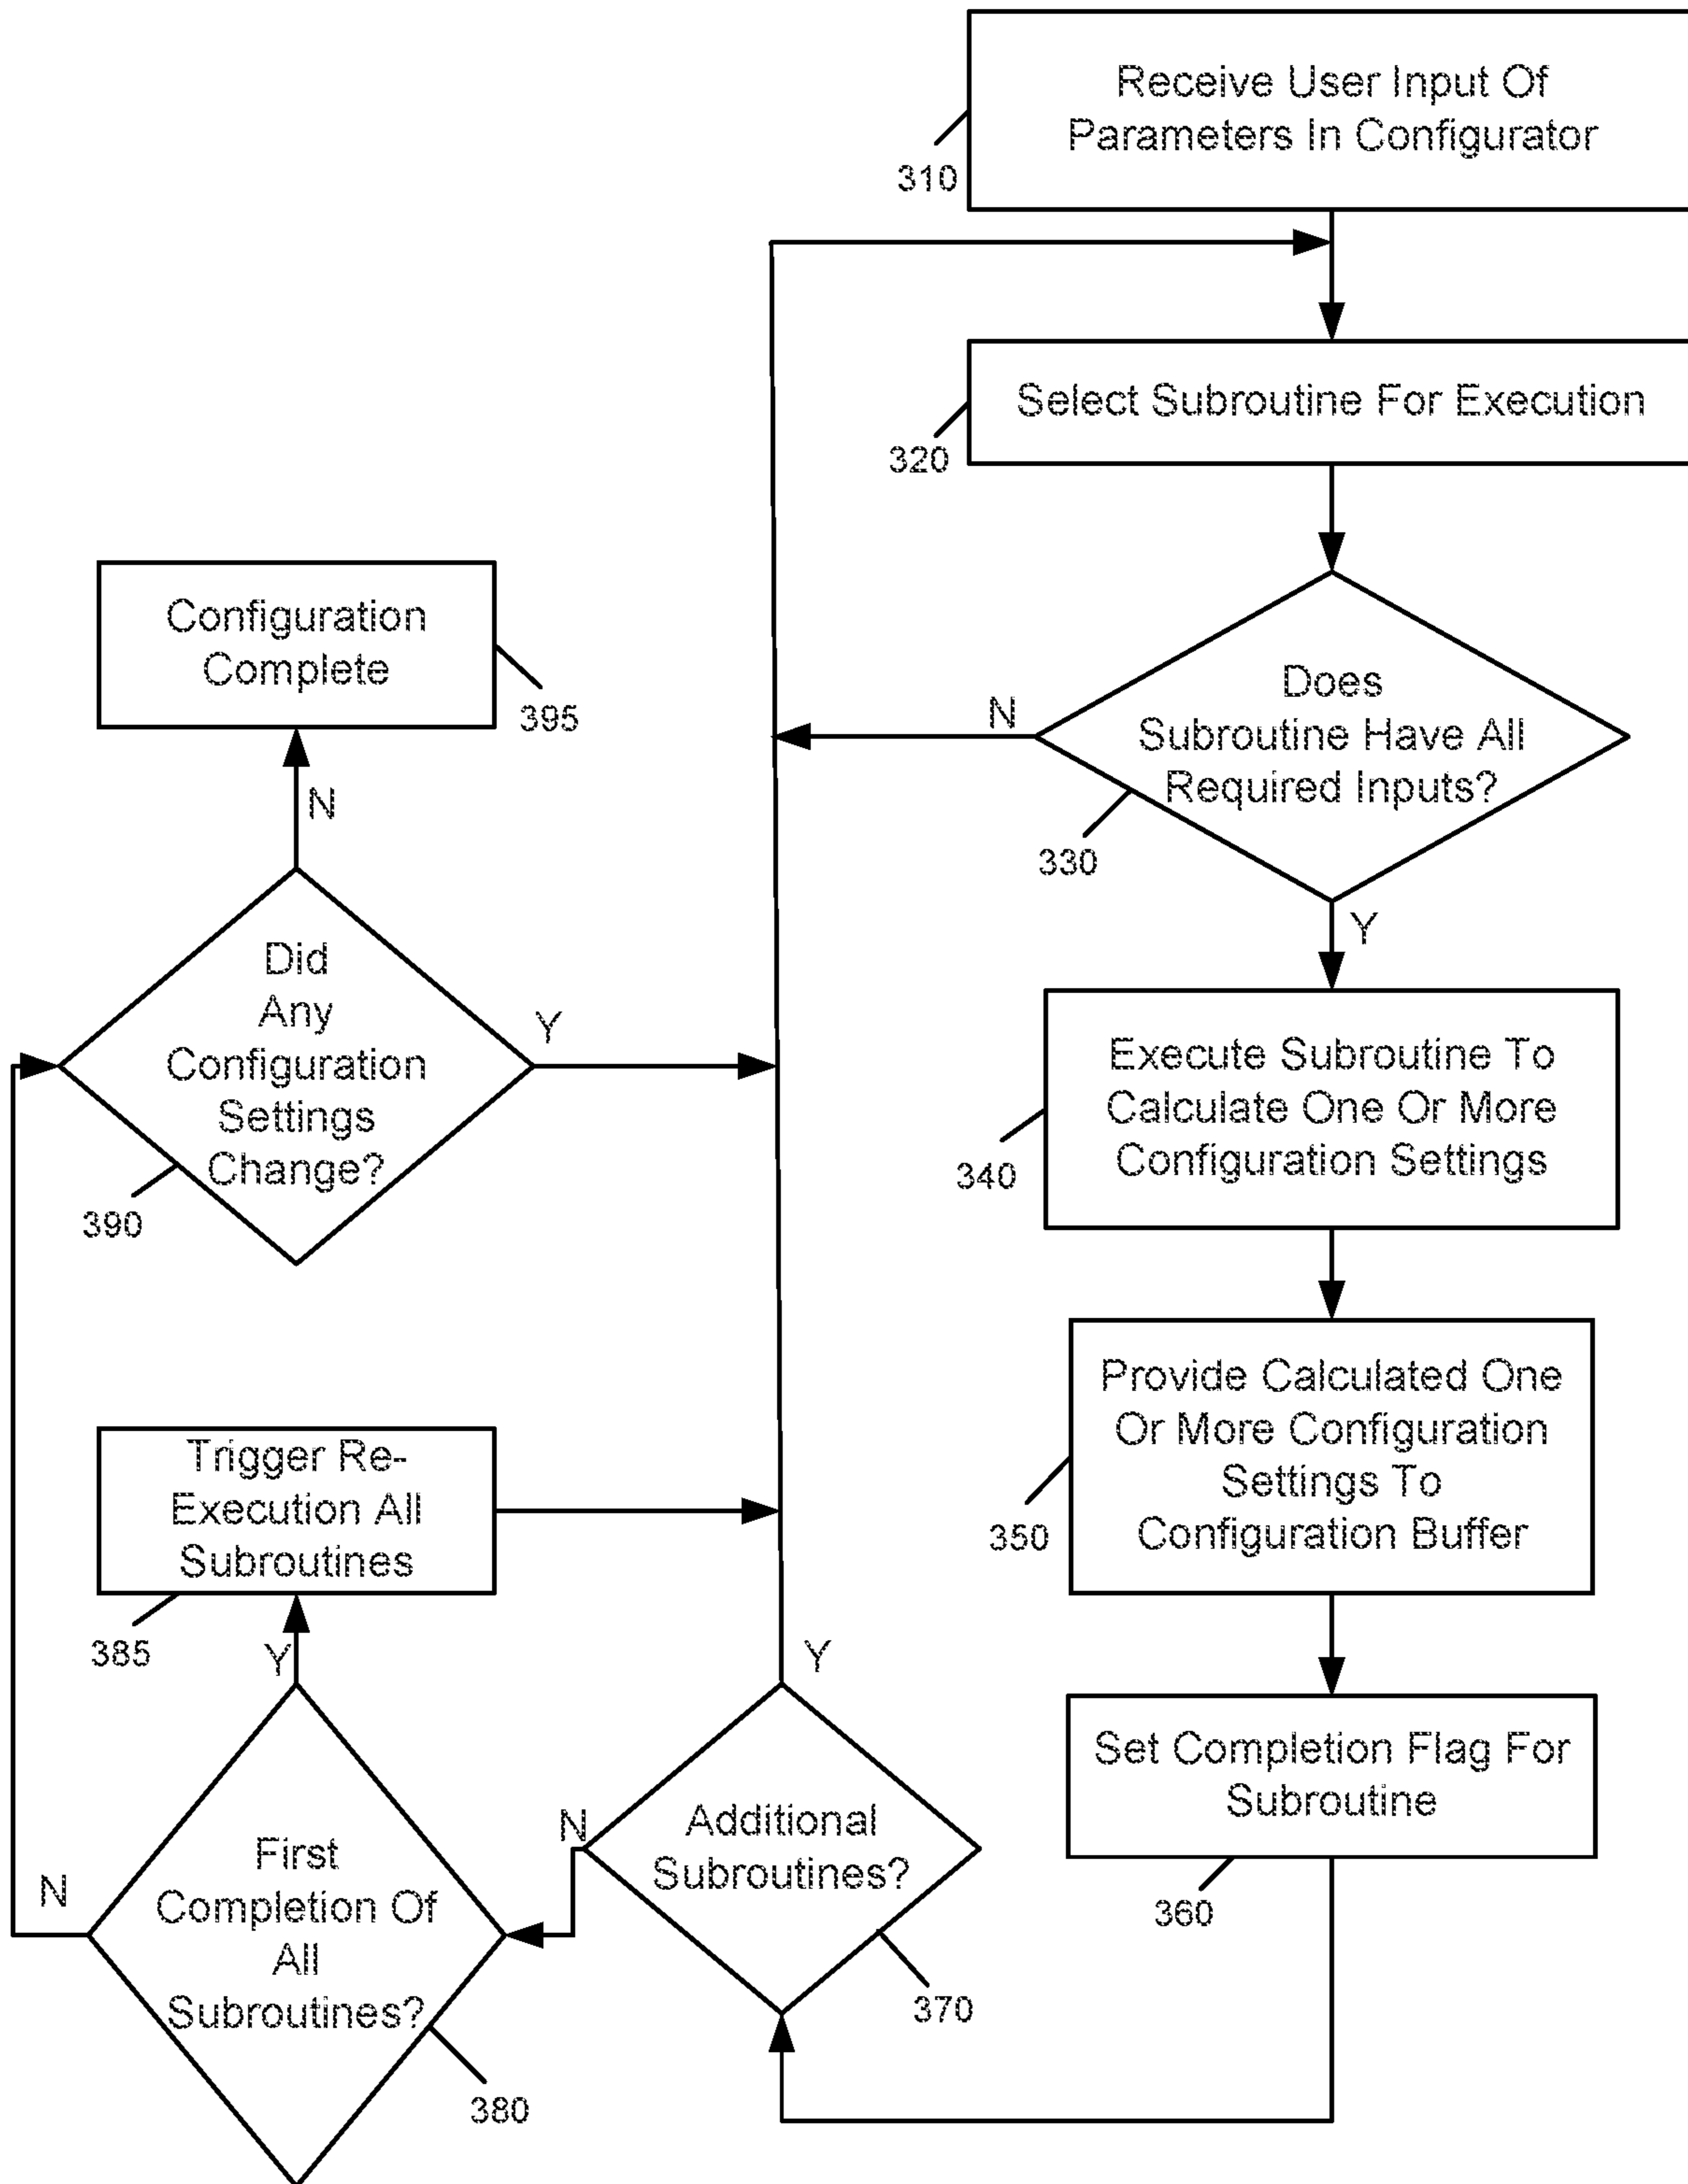 Receive User Input Of
Parameters In Configurator
310
Select Subroutine For Execution
320
Does
Subroutine Have All
Required Inputs?
N
330
Y
Execute Subroutine To
Calculate One Or More
Configuration Settings
340
Provide Calculated One
Or More Configuration
Settings To
Configuration Buffer
350
Set Completion Flag For
Subroutine
360
Additional
Subroutines?
Y
N
370
First
Completion Of
All
Subroutines?
Y
N
380
Trigger Re-
Execution All
Subroutines
385
Did
Any
Configuration
Settings
Change?
Y
N
390
Configuration
Complete
395